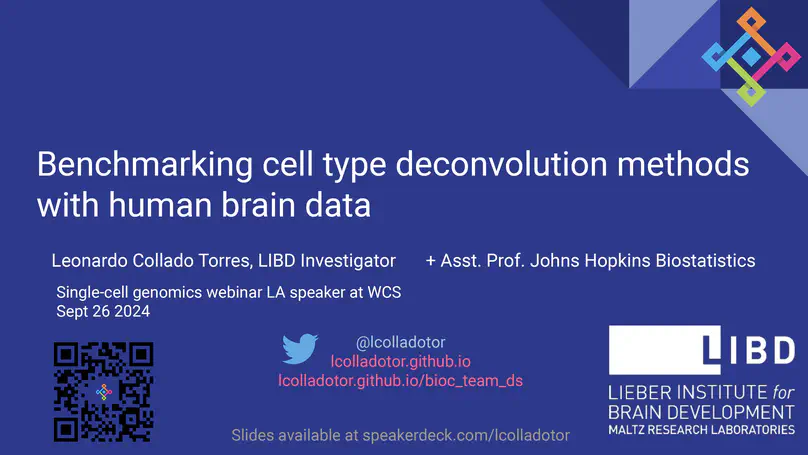 Benchmarking cell type deconvolution methods
with human brain data
Leonardo Collado Torres, LIBD Investigator + Asst. Prof. Johns Hopkins Biostatistics
Single-cell genomics webinar LA speaker at WCS
Sept 26 2024
@lcolladotor
lcolladotor.github.io
lcolladotor.github.io/bioc_team_ds
LIBD
LIEBER INSTITUTE for
BRAIN DEVELOPMENT
MALTZ RESEARCH LABORATORIES
Slides available at speakerdeck.com/lcolladotor